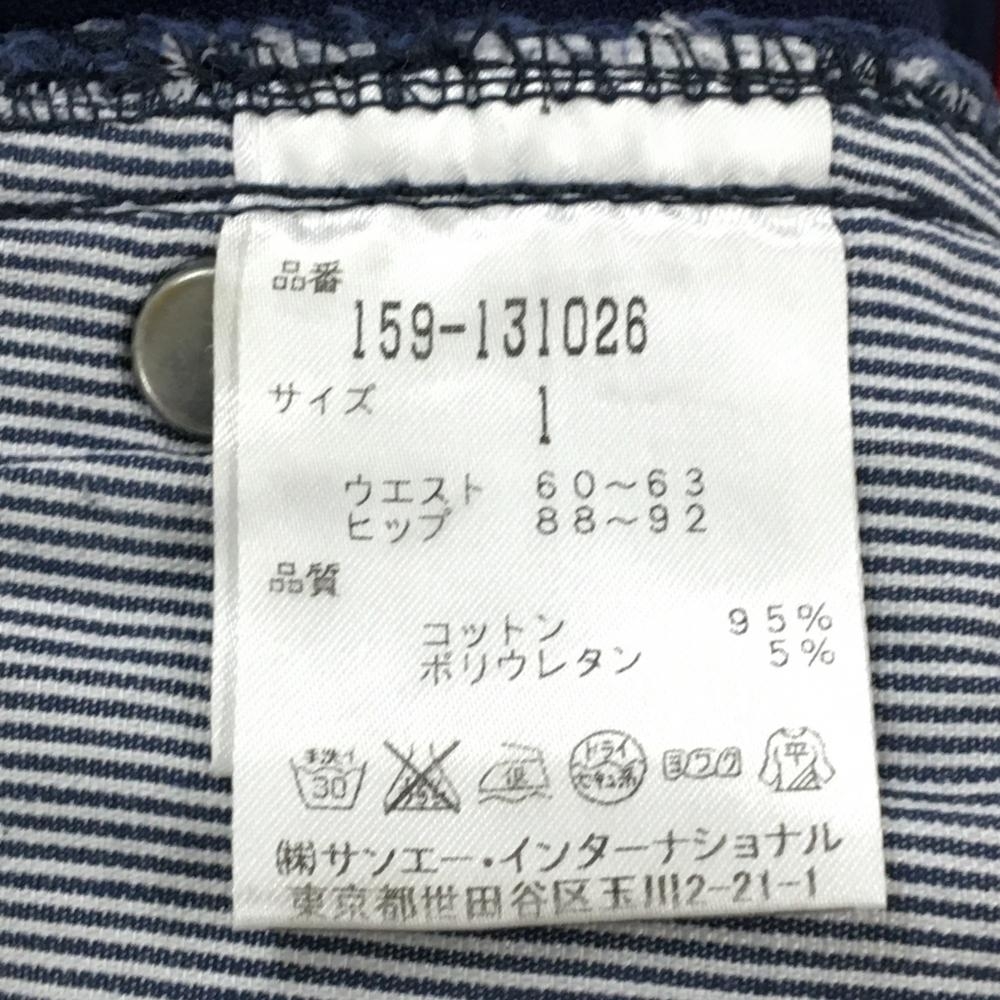 品番
159-131026
サイズ 1
ウエスト 60～63
ヒップ 88～92
品質
コットン 95%
ポリウレタン 5%
手洗イ 30 低 ドライ セキユ系 ヨワク 平
㈱サンエー・インターナショナル
東京都世田谷区玉川2-21-1